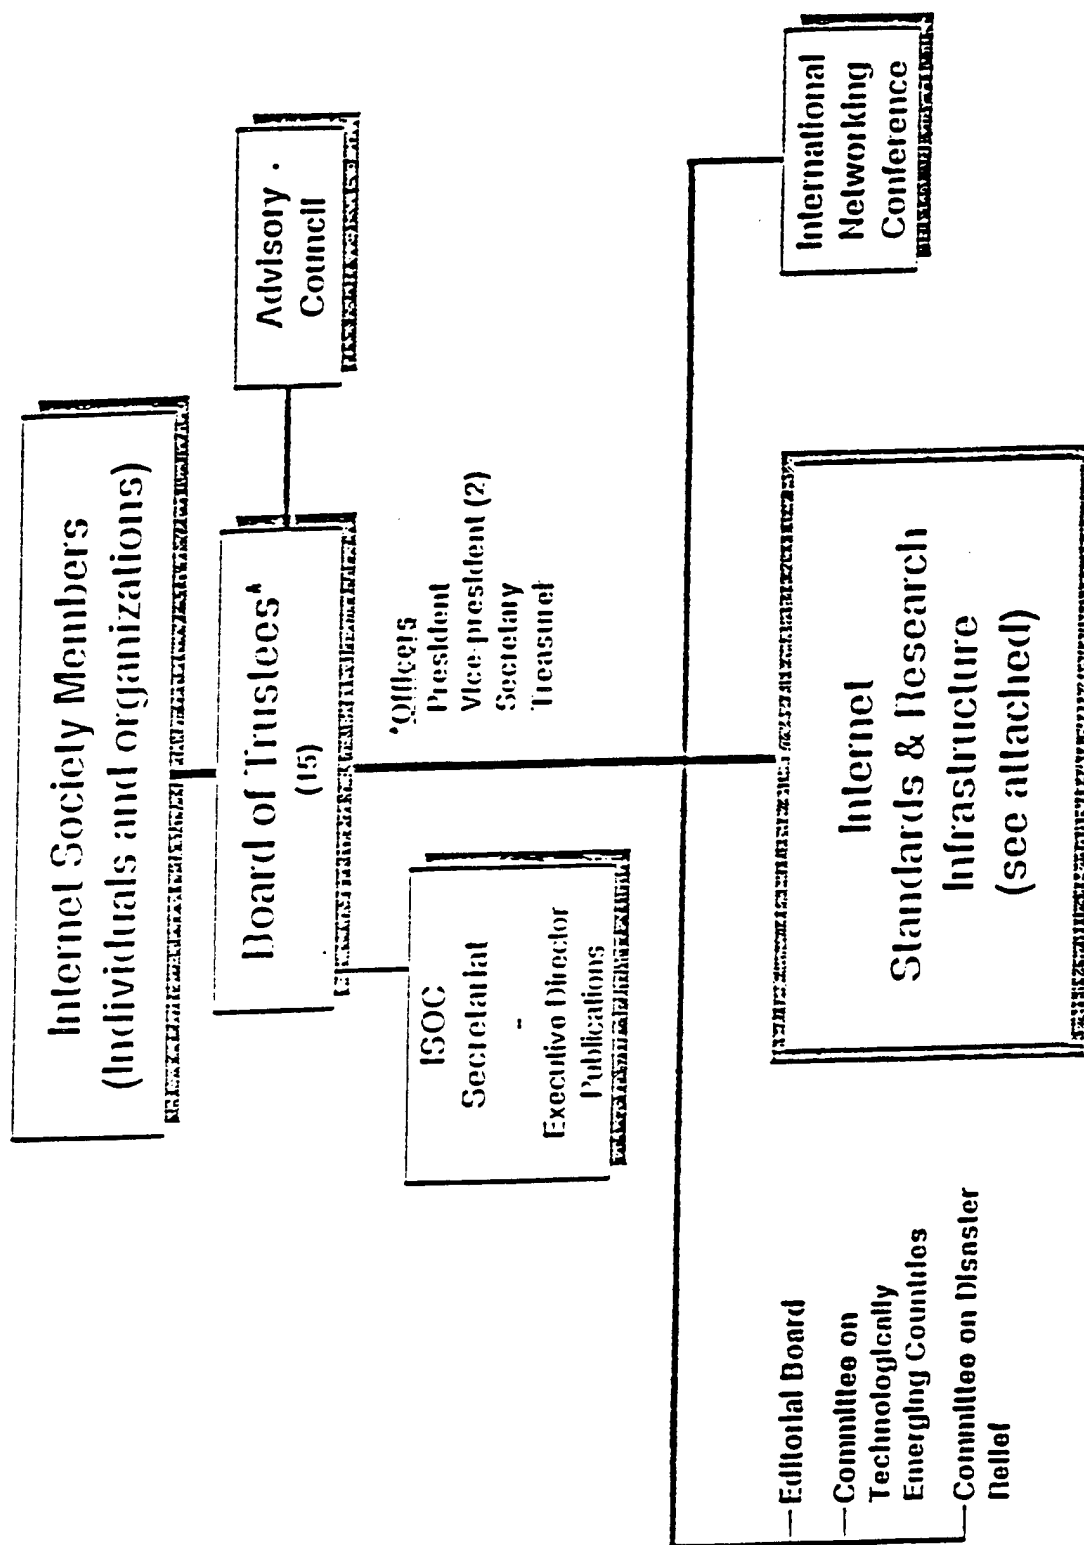 Internet Society Members
(Individuals and organizations)
Board of Trustees*
(15)
Advisory
Council
*Officers
President
Vice-president (2)
Secretary
Treasurer
ISOC
Secretariat
-
Executive Director
Publications
Editorial Board
Committee on
Technologically
Emerging Countries
Committee on Disaster
Relief
Internet
Standards & Research
Infrastructure
(see attached)
International
Networking
Conference